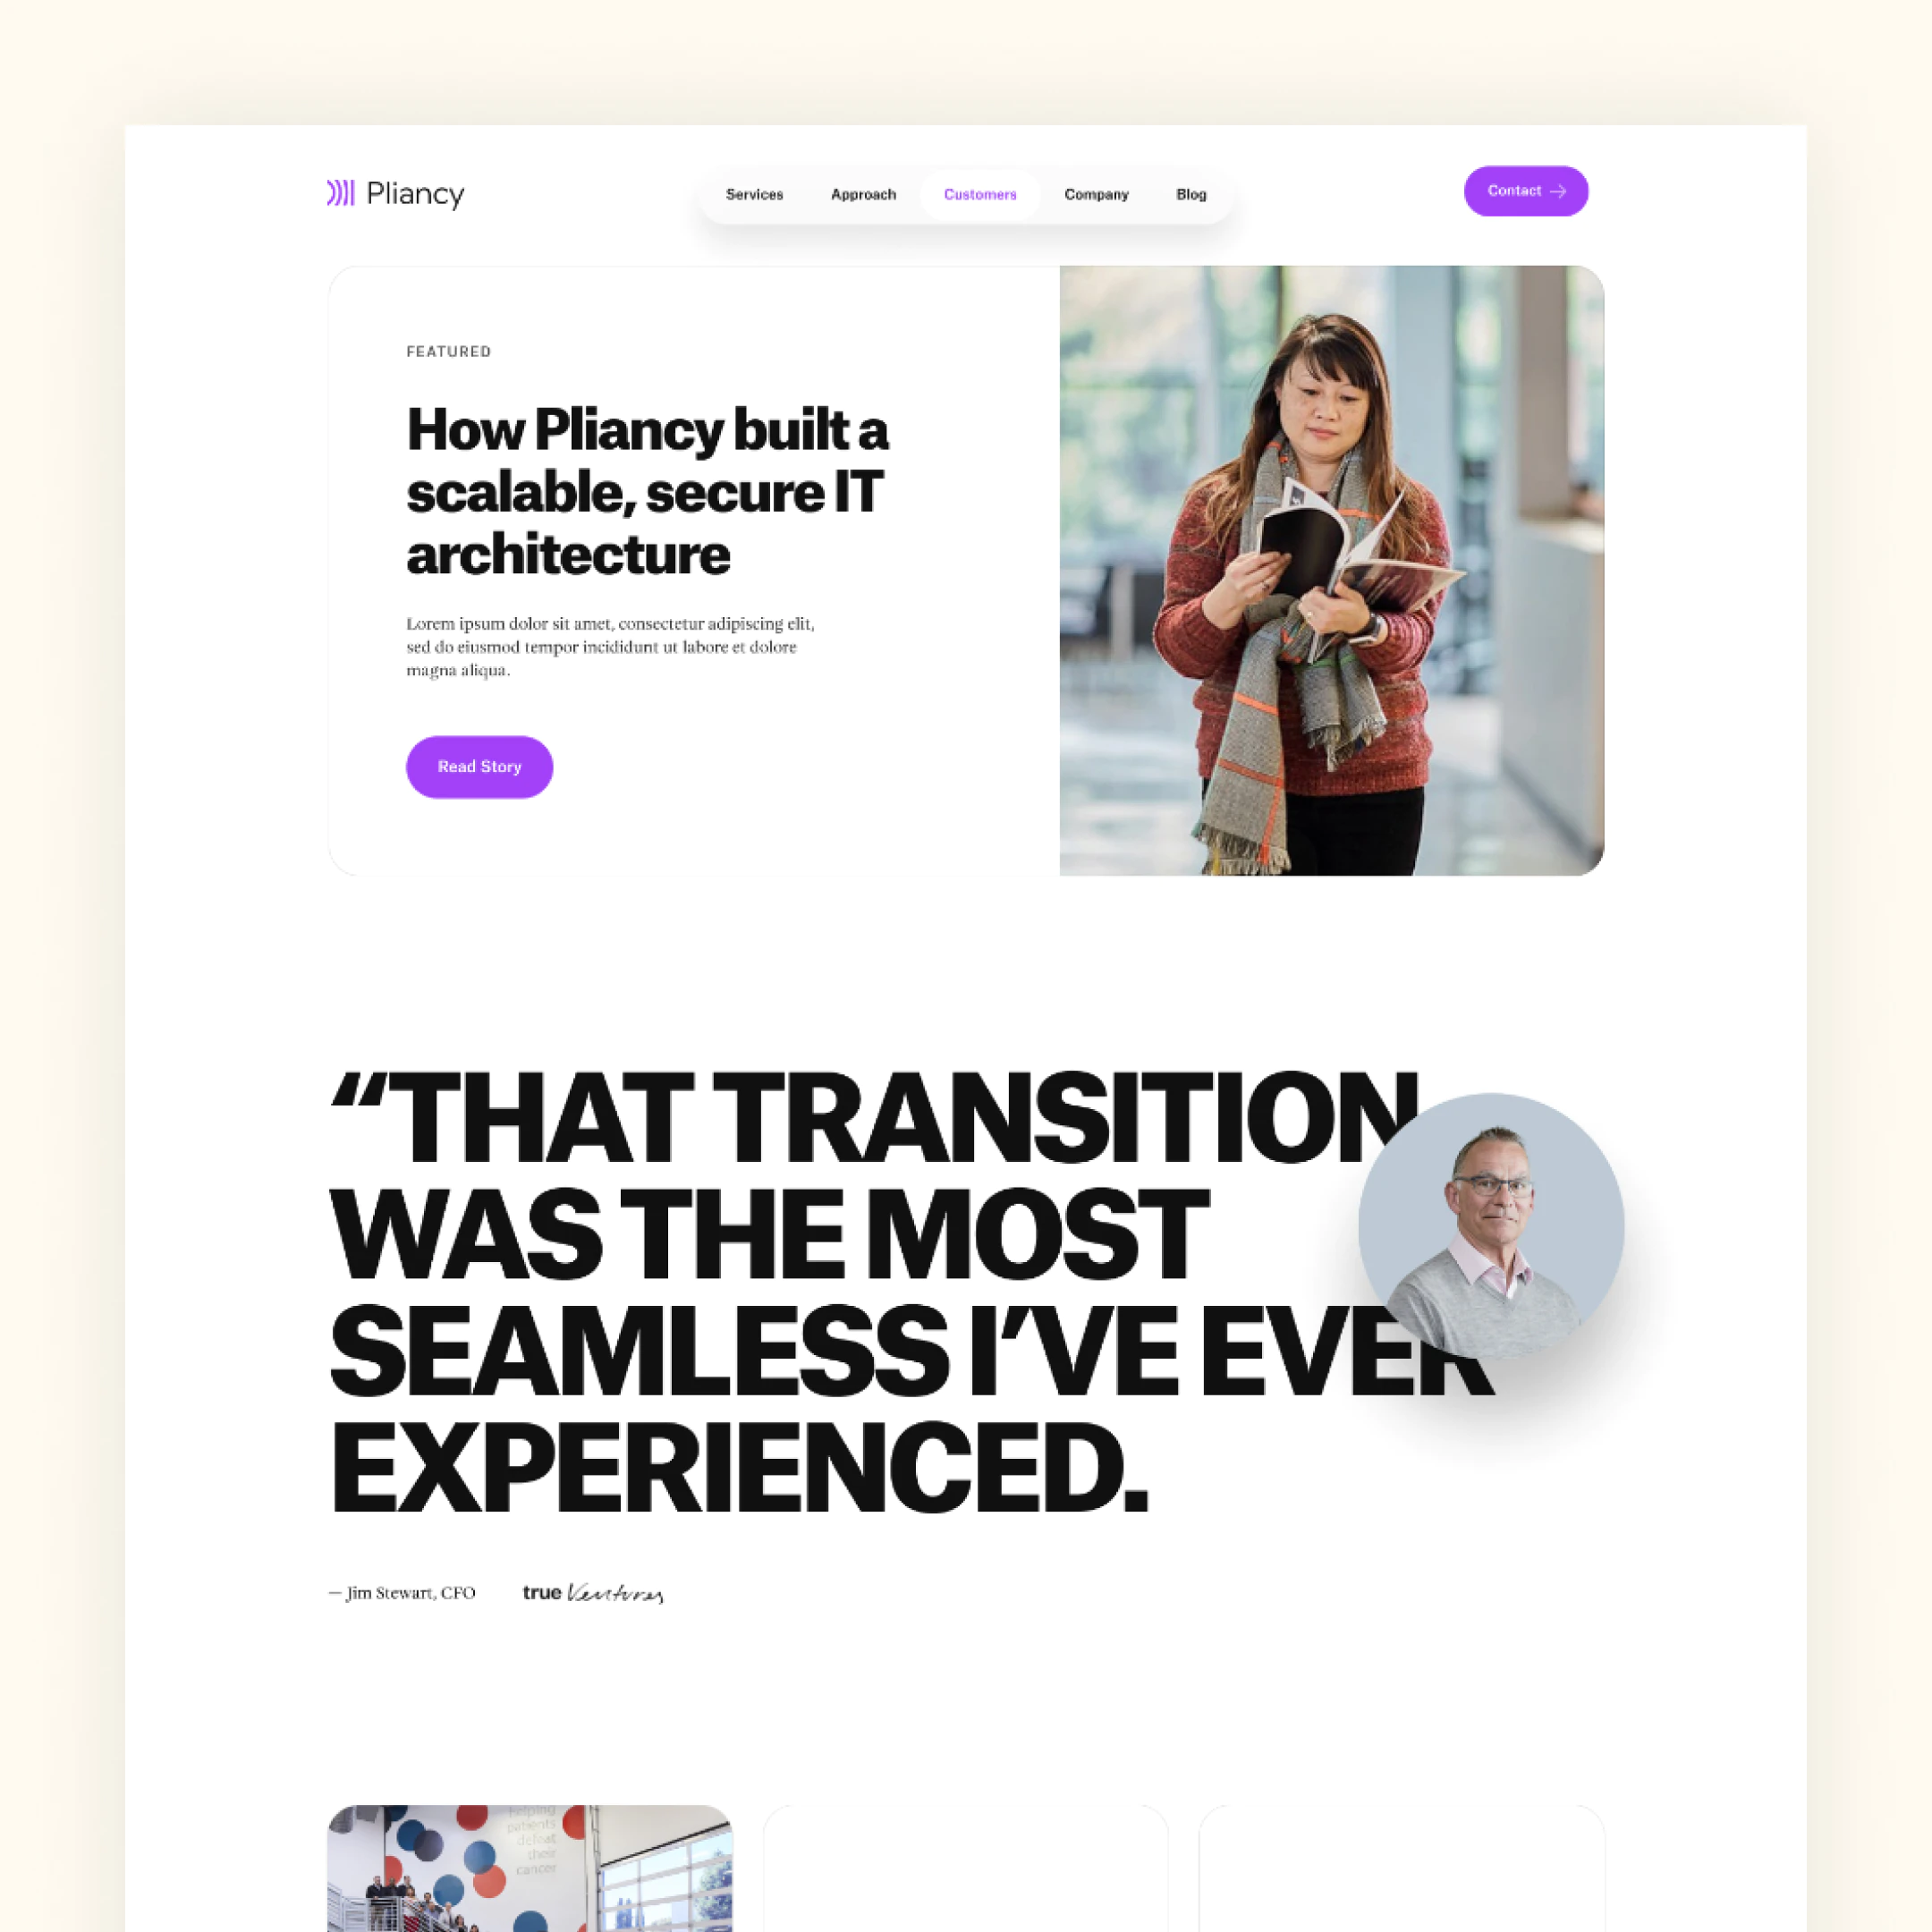 Pliancy
Services Approach Customers Company Blog
Contact →
FEATURED
How Pliancy built a
scalable, secure IT
architecture
Lorem ipsum dolor sit amet, consectetur adipiscing elit,
sed do eiusmod tempor incididunt ut labore et dolore
magna aliqua.
Read Story
“THAT TRANSITION
WAS THE MOST
SEAMLESS I’VE EVER
EXPERIENCED.
— Jim Stewart, CFO
true Ventures
helping
patients
defeat
their
cancer